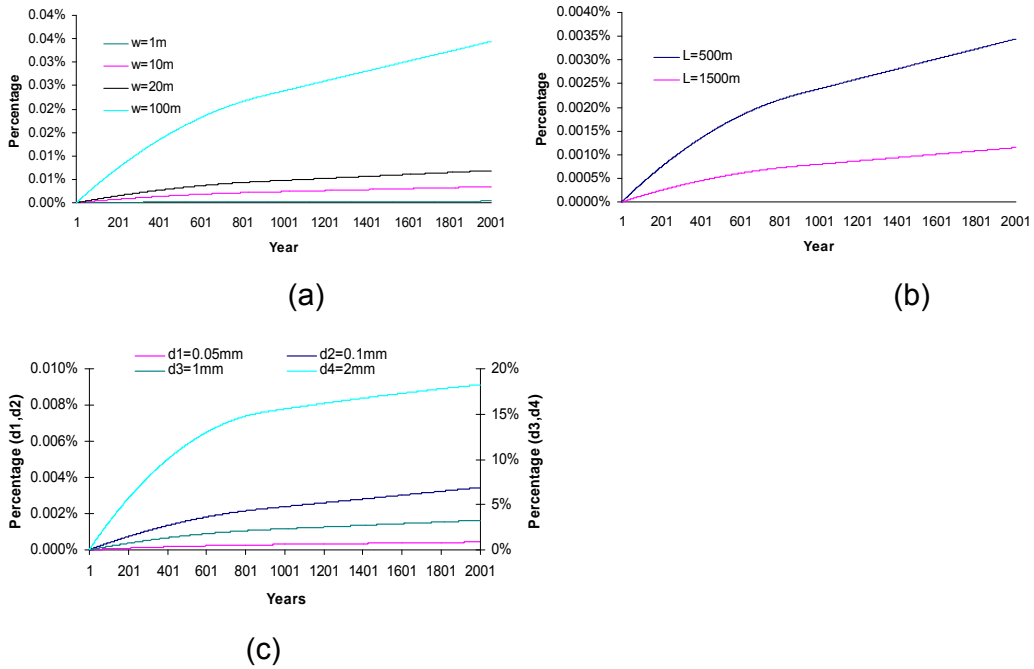 0.04%
0.04%
0.03%
0.03%
0.02%
0.02%
0.01%
0.01%
0.00%
Percentage
w=1m
w=10m
w=20m
w=100m
1 201 401 601 801 1001 1201 1401 1601 1801 2001
Year
(a)
0.0040%
0.0035%
0.0030%
0.0025%
0.0020%
0.0015%
0.0010%
0.0005%
0.0000%
Percentage
L=500m
L=1500m
1 201 401 601 801 1001 1201 1401 1601 1801 2001
Year
(b)
d1=0.05mm d2=0.1mm
d3=1mm d4=2mm
0.010%
0.008%
0.006%
0.004%
0.002%
0.000%
Percentage (d1,d2)
20%
15%
10%
5%
0%
Percentage (d3,d4)
1 201 401 601 801 1001 1201 1401 1601 1801 2001
Years
(c)